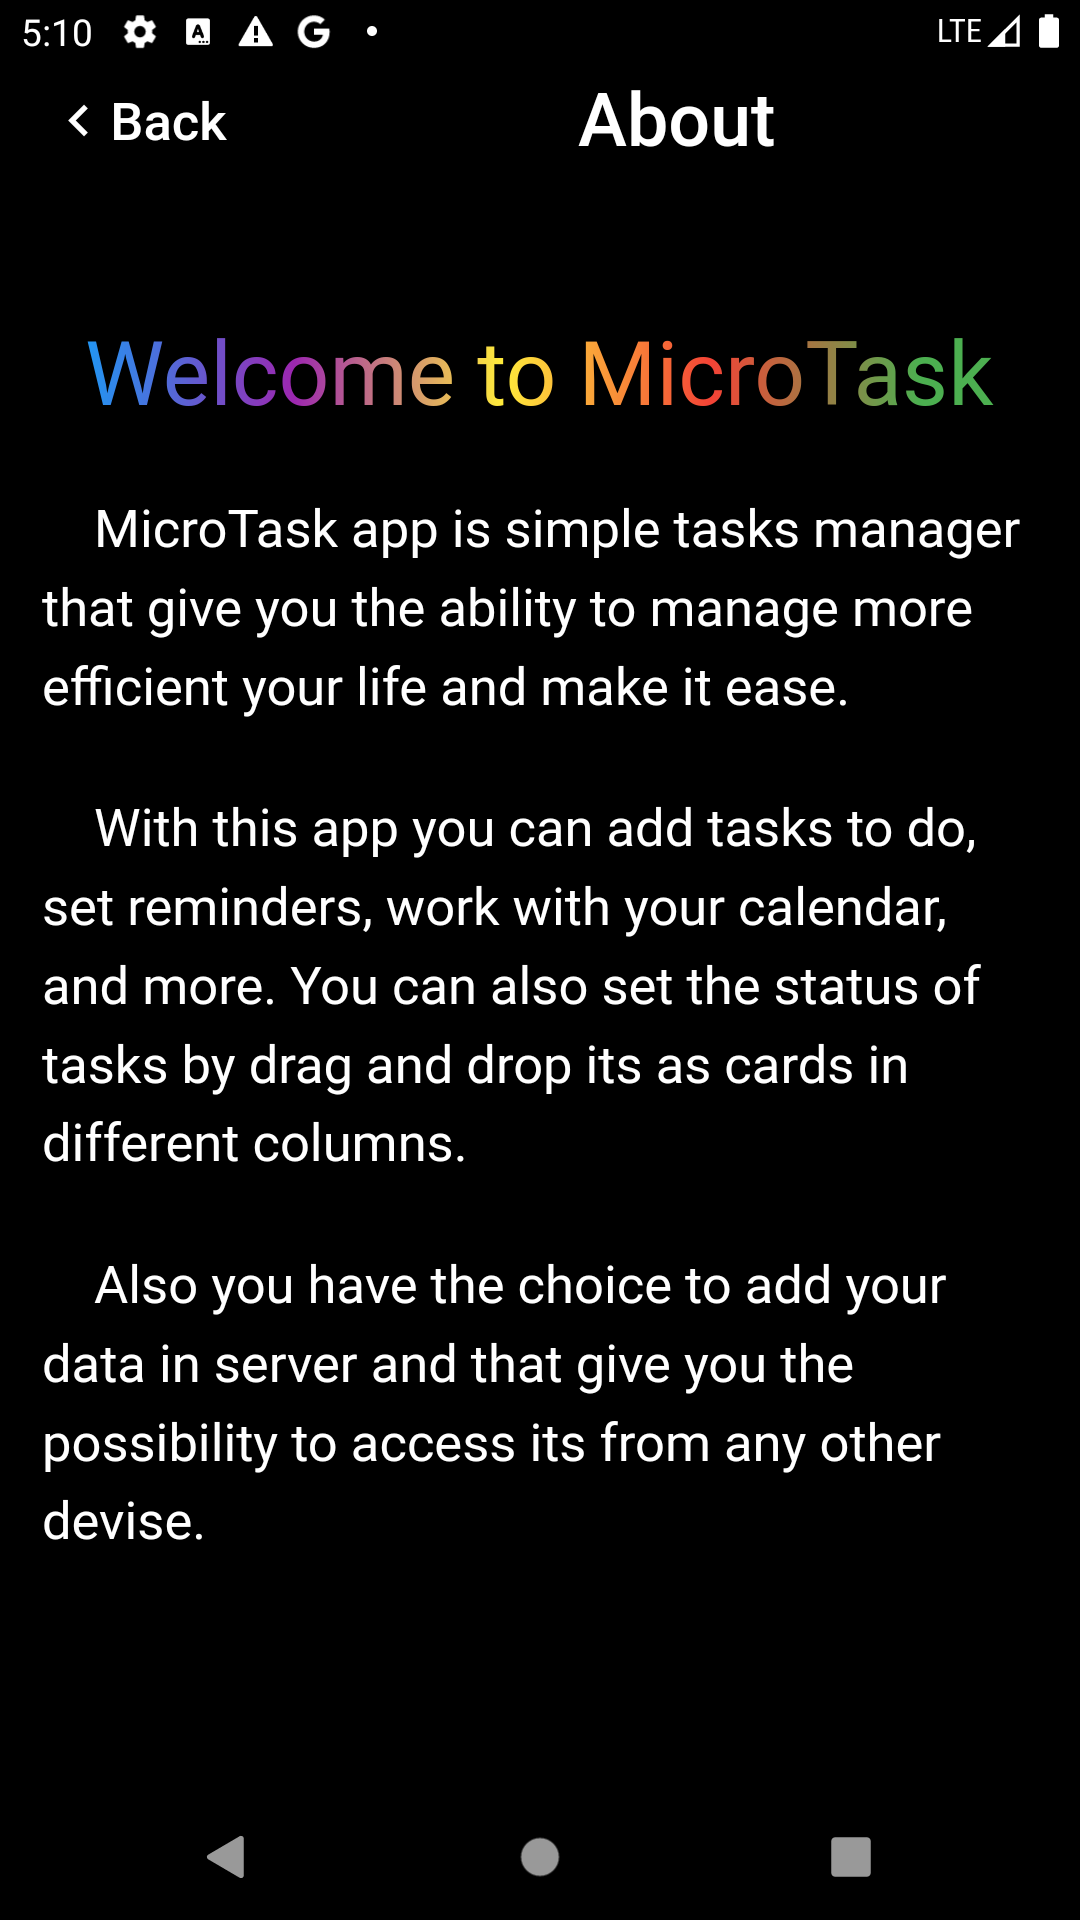 5:10
LTE
Back
About
Welcome to MicroTask
MicroTask app is simple tasks manager
that give you the ability to manage more
efficient your life and make it ease.
With this app you can add tasks to do,
set reminders, work with your calendar,
and more. You can also set the status of
tasks by drag and drop its as cards in
different columns.
Also you have the choice to add your
data in server and that give you the
possibility to access its from any other
devise.